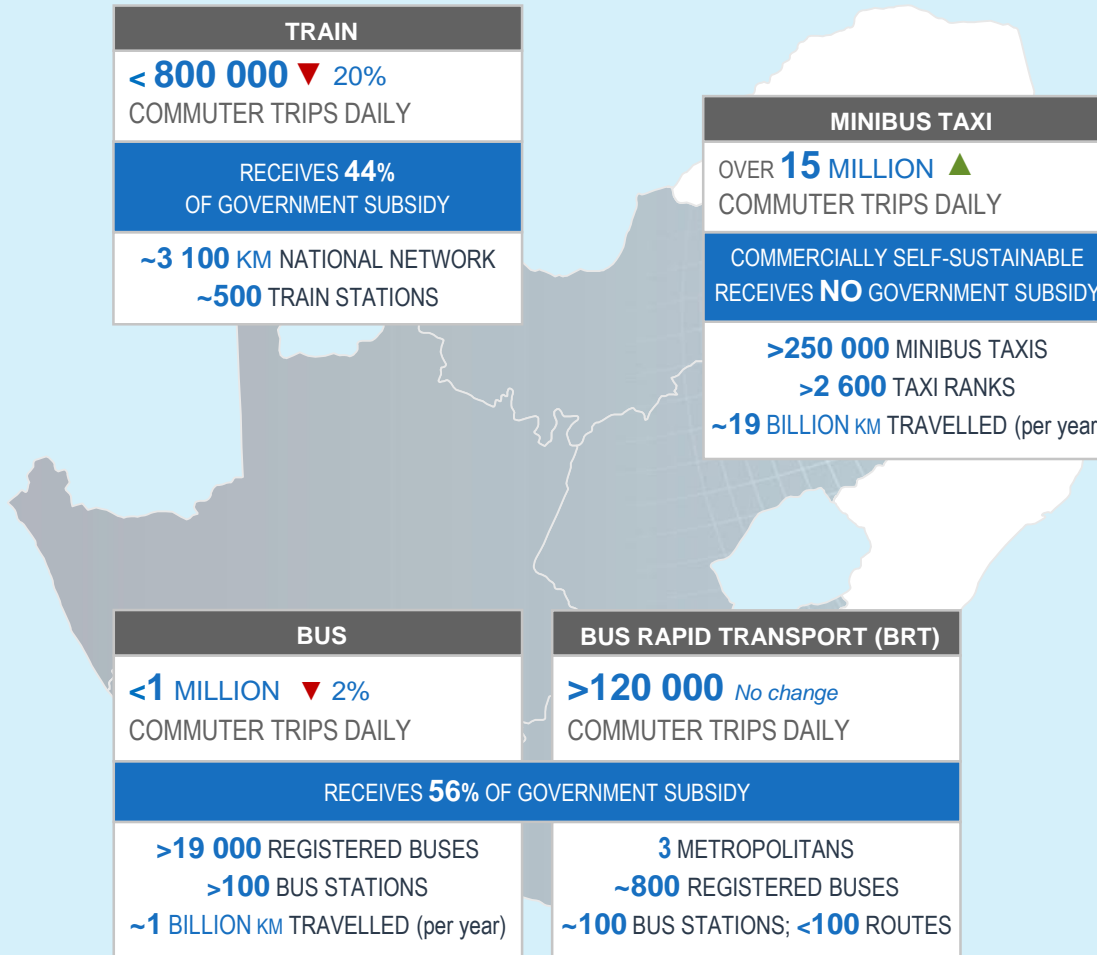 TRAIN
< 800 000 ▼ 20%
COMMUTER TRIPS DAILY
RECEIVES 44%
OF GOVERNMENT SUBSIDY
~3 100 KM NATIONAL NETWORK
~500 TRAIN STATIONS
MINIBUS TAXI
OVER 15 MILLION ▲
COMMUTER TRIPS DAILY
COMMERCIALLY SELF-SUSTAINABLE
RECEIVES NO GOVERNMENT SUBSIDY
>250 000 MINIBUS TAXIS
>2 600 TAXI RANKS
~19 BILLION KM TRAVELLED (per year
BUS
<1 MILLION ▼ 2%
COMMUTER TRIPS DAILY
BUS RAPID TRANSPORT (BRT)
>120 000 No change
COMMUTER TRIPS DAILY
RECEIVES 56% OF GOVERNMENT SUBSIDY
>19 000 REGISTERED BUSES
>100 BUS STATIONS
~1 BILLION KM TRAVELLED (per year)
3 METROPOLITANS
~800 REGISTERED BUSES
~100 BUS STATIONS; <100 ROUTES